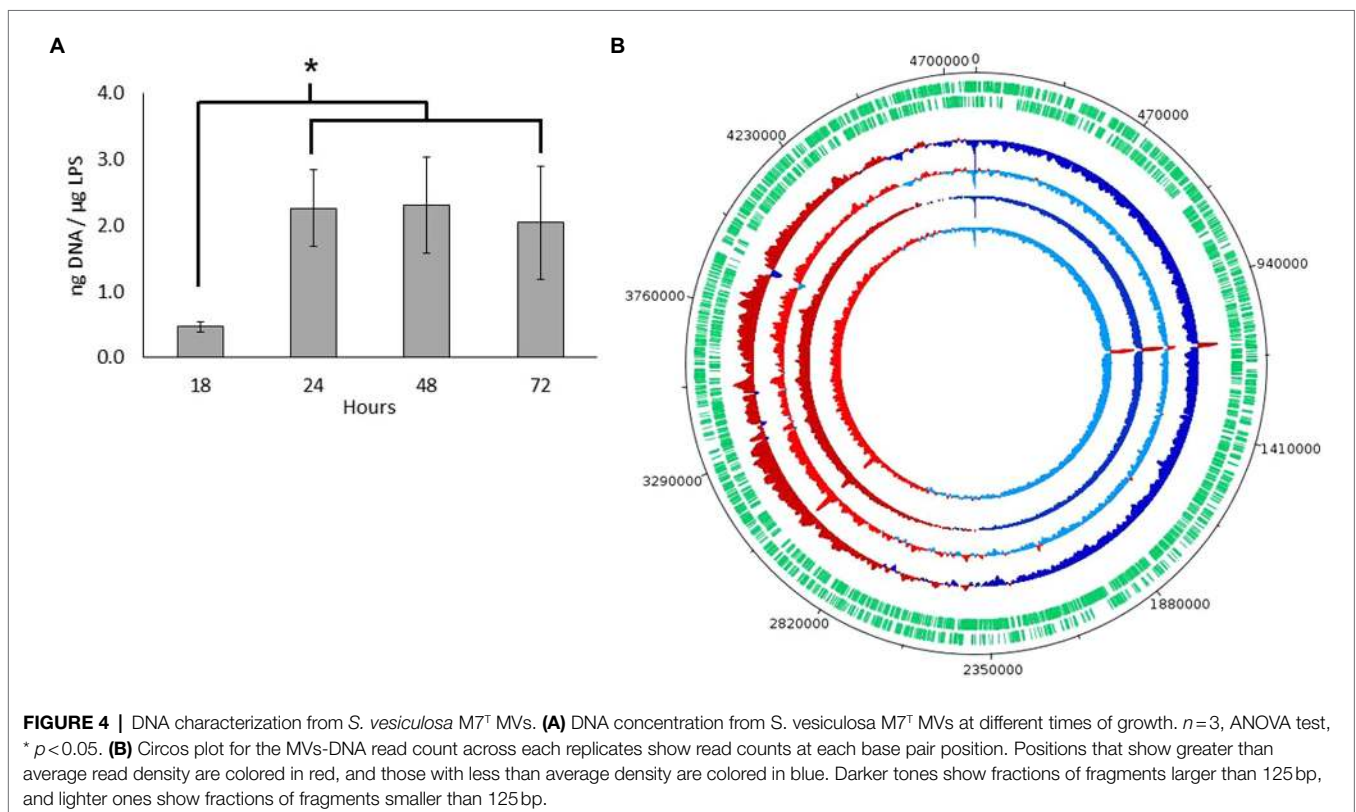 A
*
4.0
3.0
2.0
1.0
0.0
ng DNA / µg LPS
18 24 48 72
Hours
B
4700000 0
470000
940000
1410000
1880000
2350000
2820000
3290000
3760000
4230000
FIGURE 4 | DNA characterization from S. vesiculosa M7ᵀ MVs. (A) DNA concentration from S. vesiculosa M7ᵀ MVs at different times of growth. n=3, ANOVA test,
* p<0.05. (B) Circos plot for the MVs-DNA read count across each replicates show read counts at each base pair position. Positions that show greater than
average read density are colored in red, and those with less than average density are colored in blue. Darker tones show fractions of fragments larger than 125 bp,
and lighter ones show fractions of fragments smaller than 125 bp.